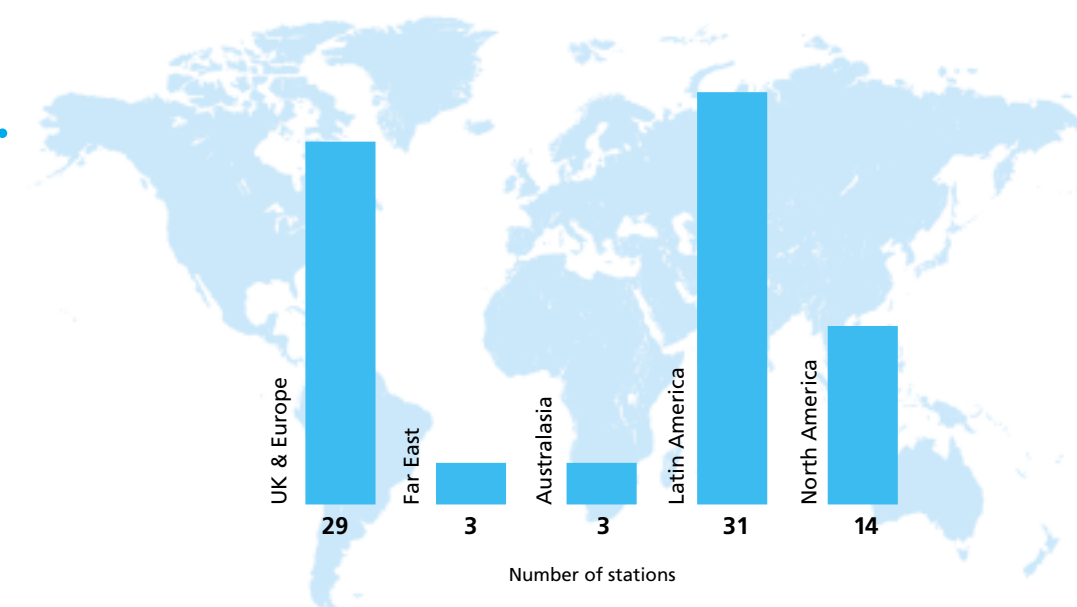 UK & Europe
Far East
Australasia
Latin America
North America
29
3
3
31
14
Number of stations